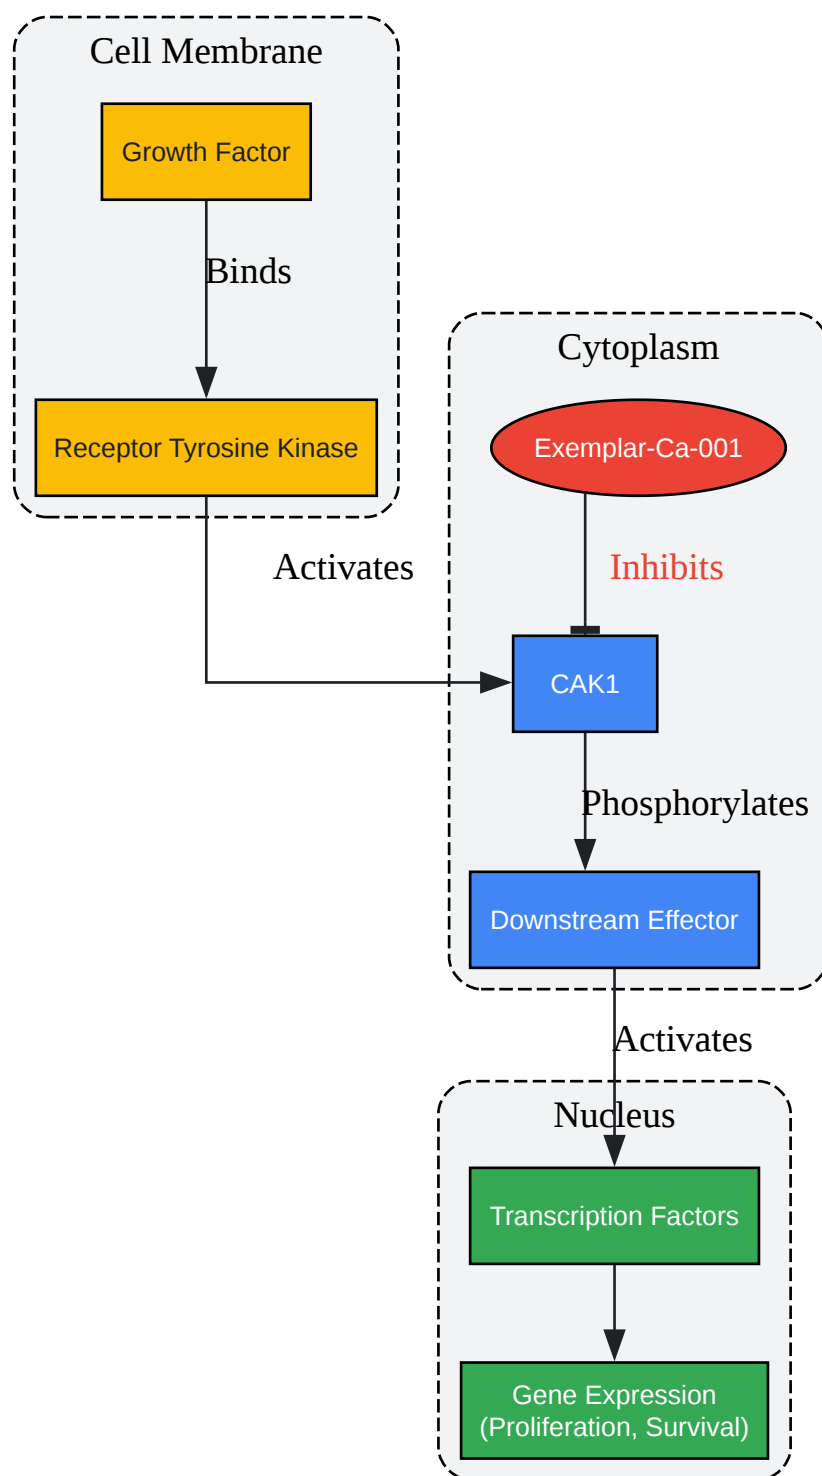 Cell Membrane
Growth Factor
Binds
Receptor Tyrosine Kinase
Activates
Cytoplasm
Exemplar-Ca-001
Inhibits
CAK1
Phosphorylates
Downstream Effector
Activates
Nucleus
Transcription Factors
Gene Expression
(Proliferation, Survival)